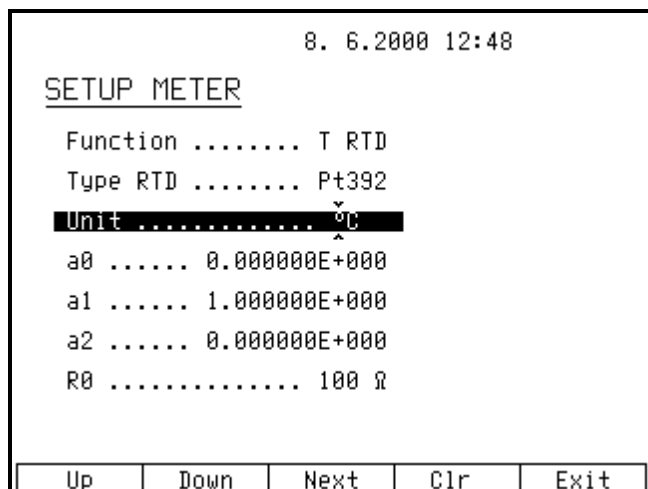 8. 6.2000 12:48
SETUP METER
Function ........ T RTD
Type RTD ........ Pt392
Unit ............. ºC
a0 ...... 0.000000E+000
a1 ...... 1.000000E+000
a2 ...... 0.000000E+000
R0 .............. 100 Ω
Up Down Next Clr Exit